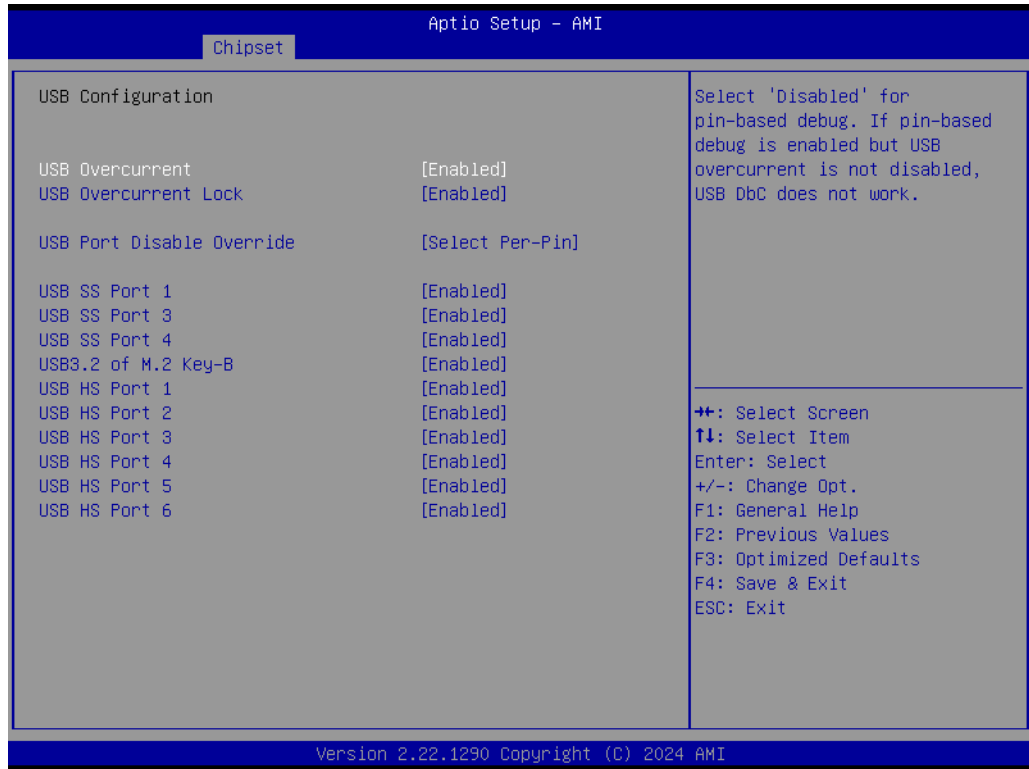 Aptio Setup – AMI
Chipset
USB Configuration
USB Overcurrent [Enabled]
USB Overcurrent Lock [Enabled]
USB Port Disable Override [Select Per-Pin]
USB SS Port 1 [Enabled]
USB SS Port 3 [Enabled]
USB SS Port 4 [Enabled]
USB3.2 of M.2 Key-B [Enabled]
USB HS Port 1 [Enabled]
USB HS Port 2 [Enabled]
USB HS Port 3 [Enabled]
USB HS Port 4 [Enabled]
USB HS Port 5 [Enabled]
USB HS Port 6 [Enabled]
Select 'Disabled' for
pin-based debug. If pin-based
debug is enabled but USB
overcurrent is not disabled,
USB DbC does not work.
→←: Select Screen
↑↓: Select Item
Enter: Select
+/-: Change Opt.
F1: General Help
F2: Previous Values
F3: Optimized Defaults
F4: Save & Exit
ESC: Exit
Version 2.22.1290 Copyright (C) 2024 AMI